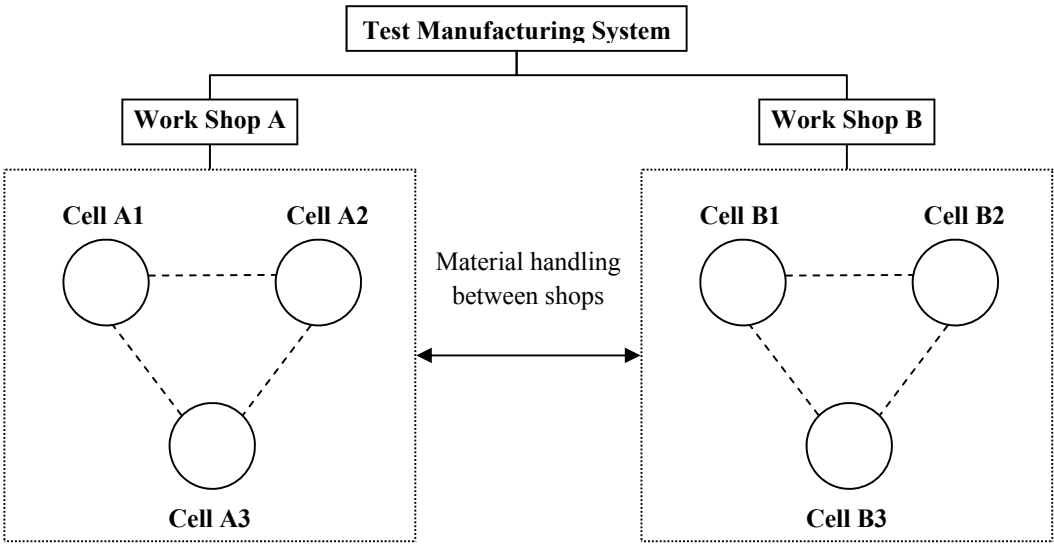 Test Manufacturing System
Work Shop A
Work Shop B
Cell A1
Cell A2
Cell A3
Material handling
between shops
Cell B1
Cell B2
Cell B3